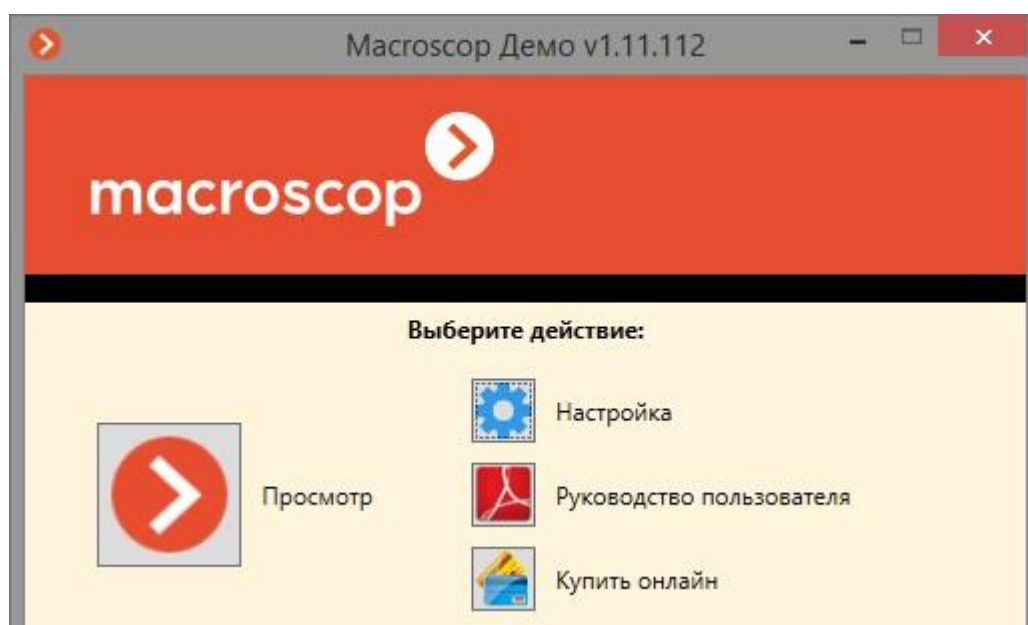 Macroscop Демо v1.11.112
macroscop
Выберите действие:
Настройка
Просмотр
Руководство пользователя
Купить онлайн